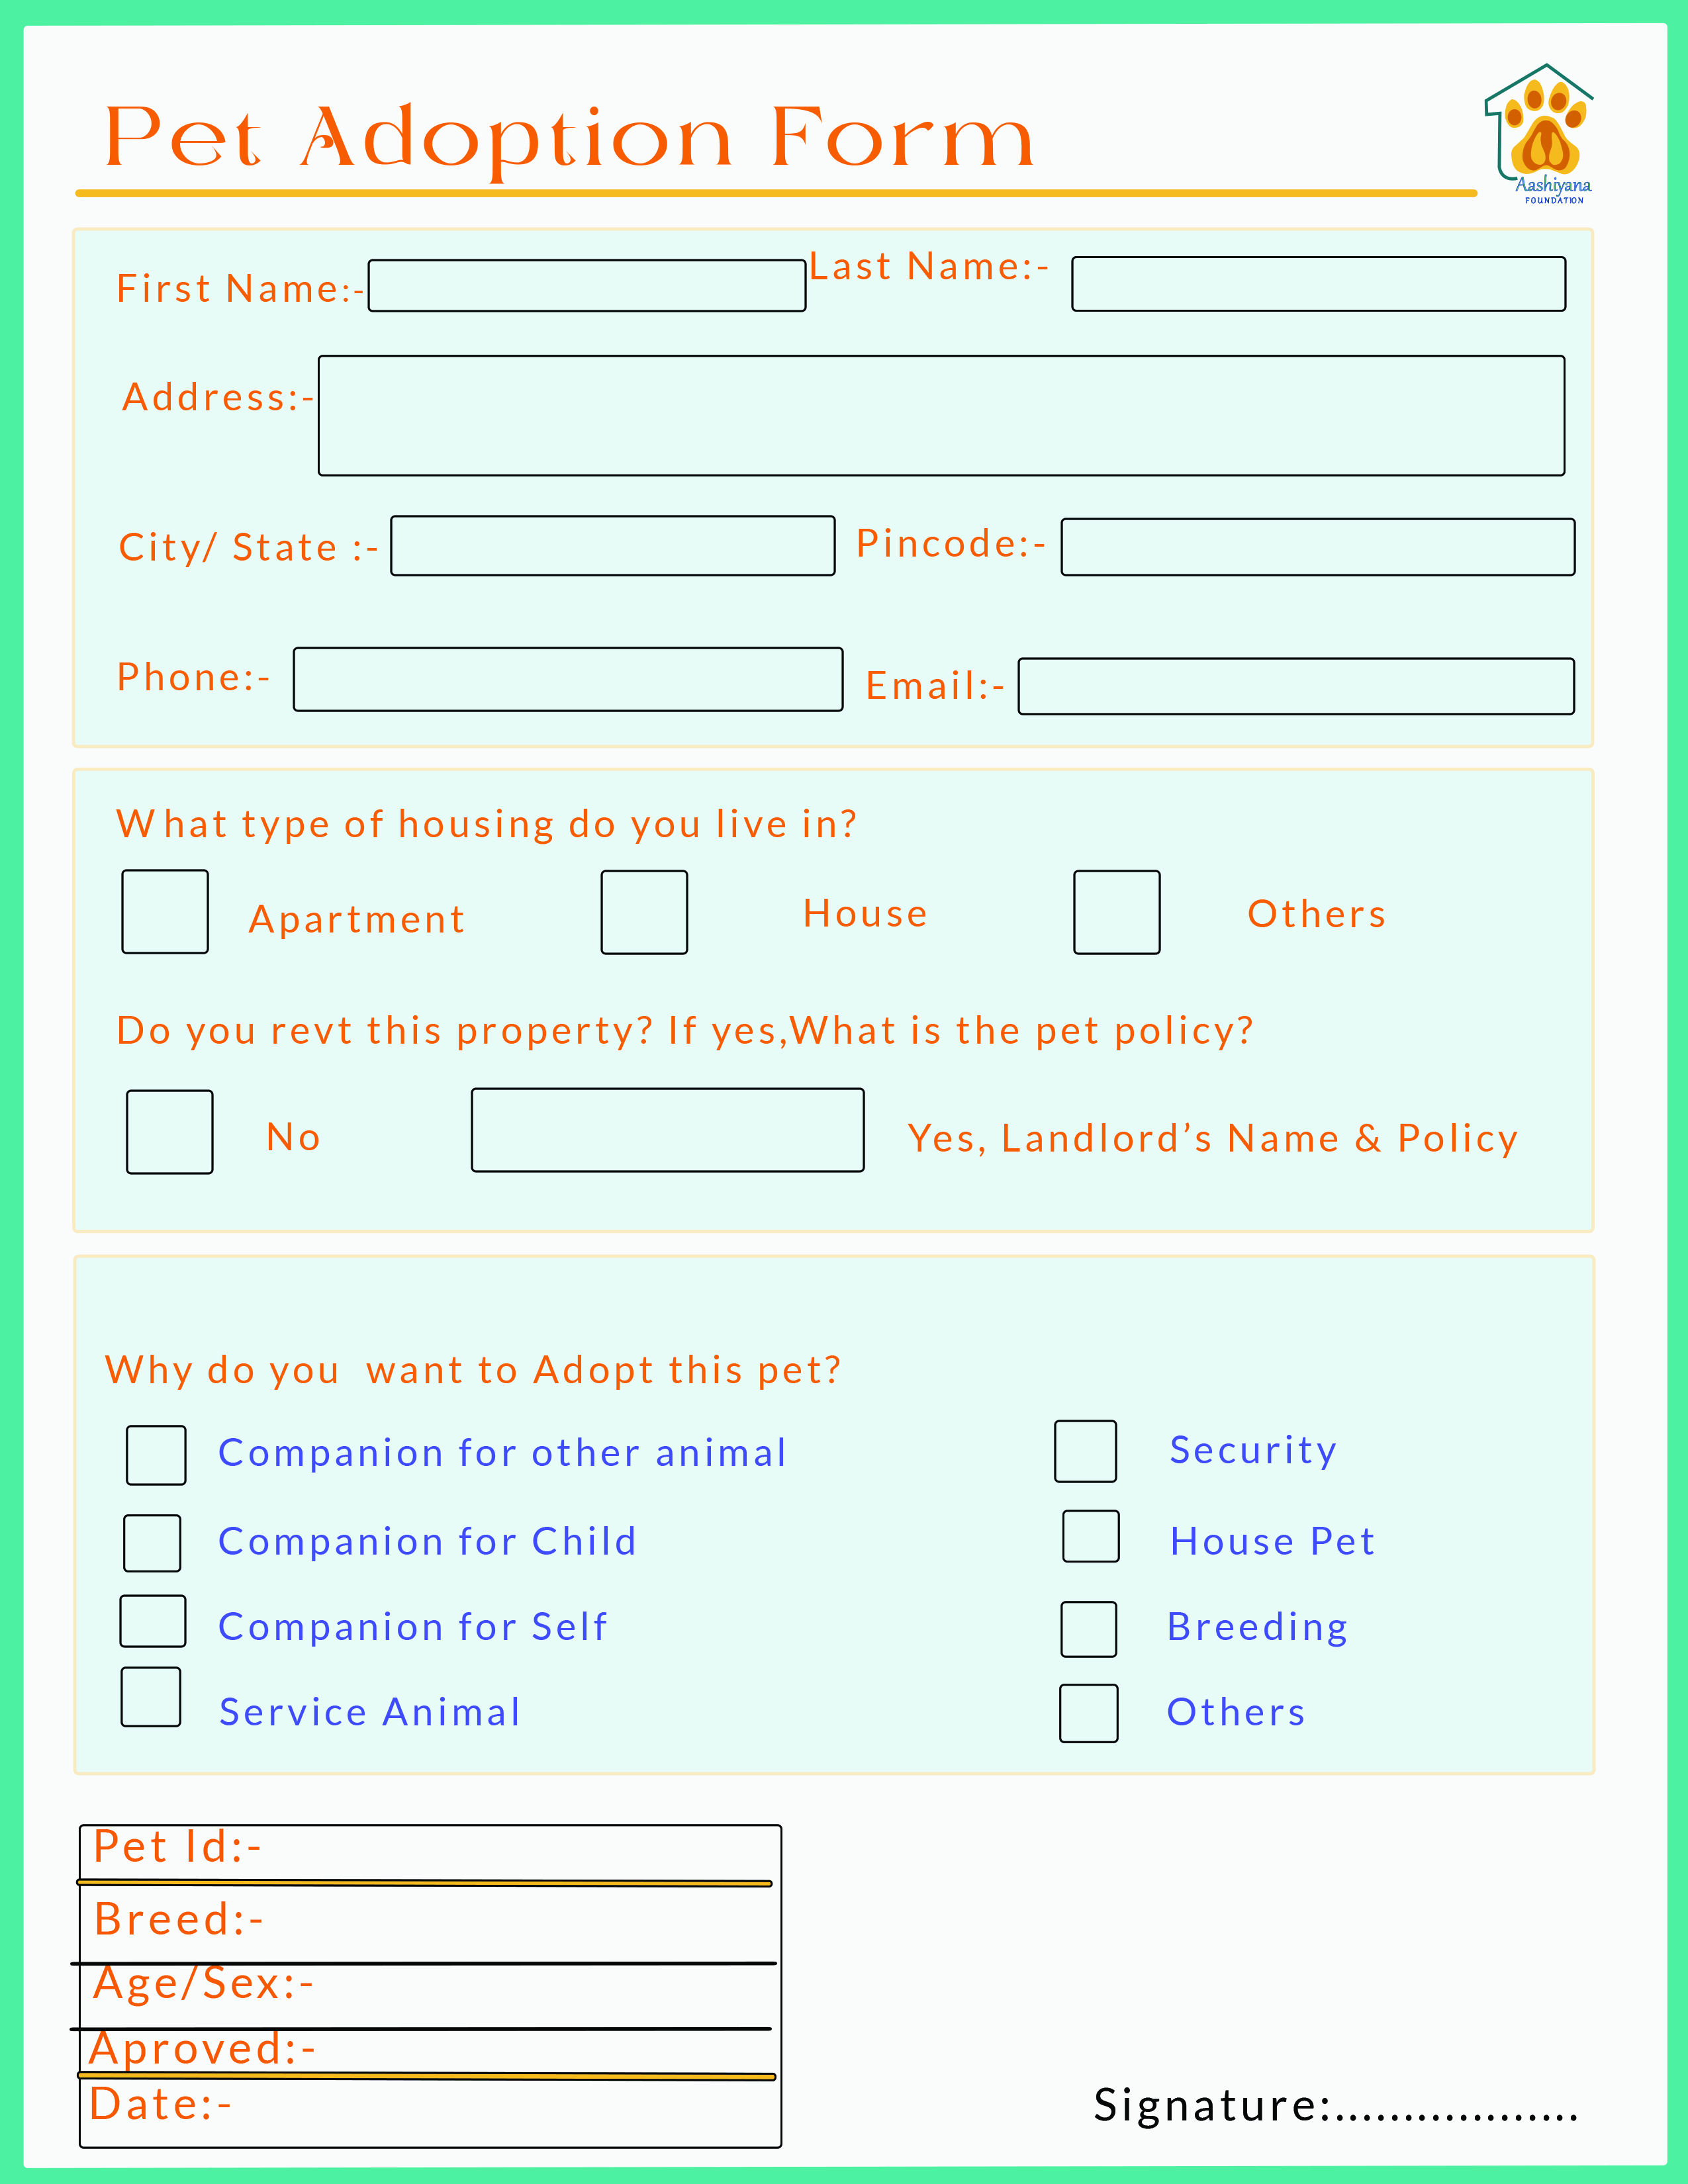 Pet Adoption Form
Aashiyana
FOUNDATION
First Name:- Last Name:-
Address:-
City/ State :- Pincode:-
Phone:- Email:-
What type of housing do you live in?
Apartment House Others
Do you revt this property? If yes,What is the pet policy?
No Yes, Landlord’s Name & Policy
Why do you want to Adopt this pet?
Companion for other animal Security
Companion for Child House Pet
Companion for Self Breeding
Service Animal Others
Pet Id:-
Breed:-
Age/Sex:-
Aproved:-
Date:- Signature:..................